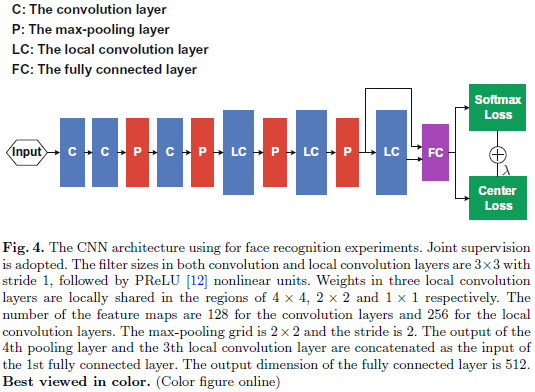 C: The convolution layer
P: The max-pooling layer
LC: The local convolution layer
FC: The fully connected layer
Input C C P C P LC P LC P LC FC
Softmax
Loss
λ
Center
Loss
Fig. 4. The CNN architecture using for face recognition experiments. Joint supervision
is adopted. The filter sizes in both convolution and local convolution layers are 3×3 with
stride 1, followed by PReLU [12] nonlinear units. Weights in three local convolution
layers are locally shared in the regions of 4 × 4, 2 × 2 and 1 × 1 respectively. The
number of the feature maps are 128 for the convolution layers and 256 for the local
convolution layers. The max-pooling grid is 2 × 2 and the stride is 2. The output of the
4th pooling layer and the 3th local convolution layer are concatenated as the input of
the 1st fully connected layer. The output dimension of the fully connected layer is 512.
Best viewed in color. (Color figure online)